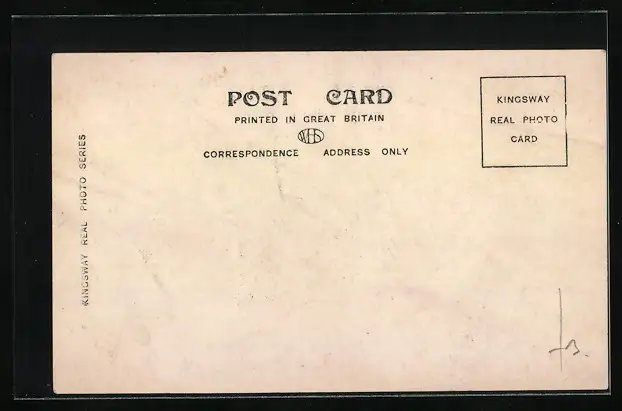 POST CARD
PRINTED IN GREAT BRITAIN
WHS
CORRESPONDENCE ADDRESS ONLY
KINGSWAY
REAL PHOTO
CARD
KINGSWAY REAL PHOTO SERIES